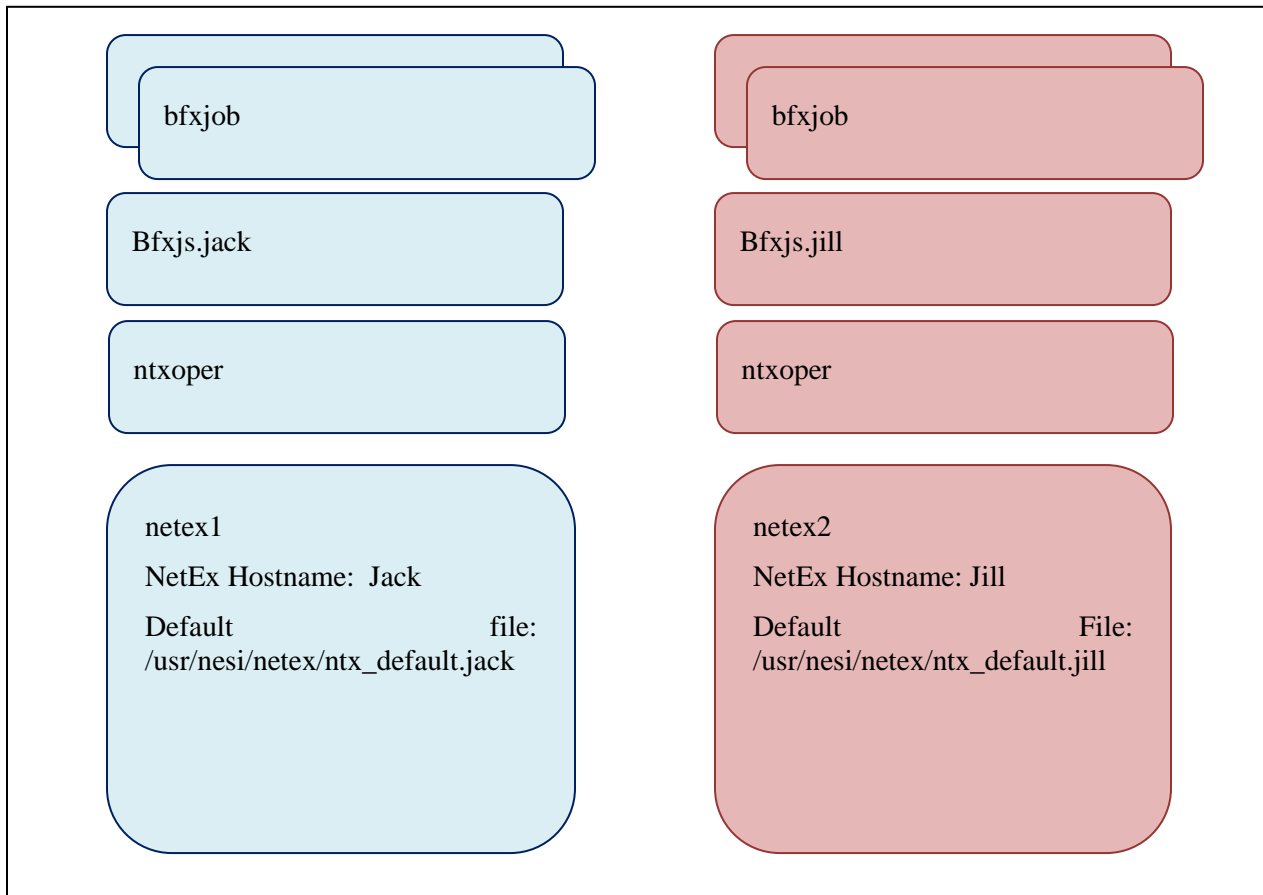 bfxjob
Bfxjs.jack
ntxoper
netex1
NetEx Hostname:  Jack
Default file:
/usr/nesi/netex/ntx_default.jack
bfxjob
Bfxjs.jill
ntxoper
netex2
NetEx Hostname: Jill
Default File:
/usr/nesi/netex/ntx_default.jill